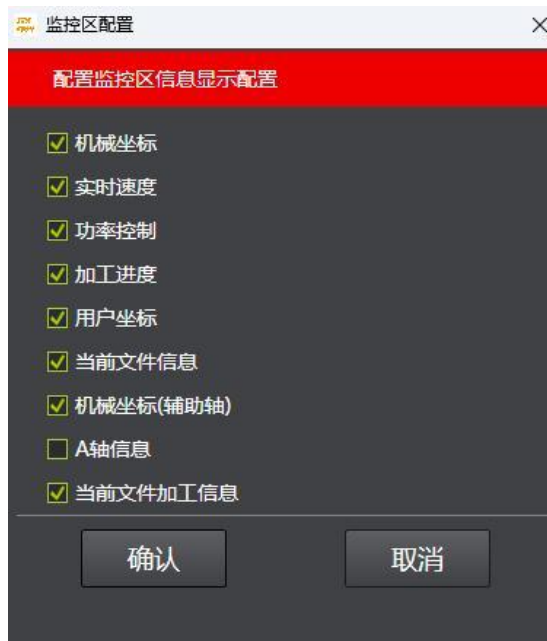 监控区配置
配置监控区信息显示配置
机械坐标
实时速度
功率控制
加工进度
用户坐标
当前文件信息
机械坐标(辅助轴)
A轴信息
当前文件加工信息
确认
取消